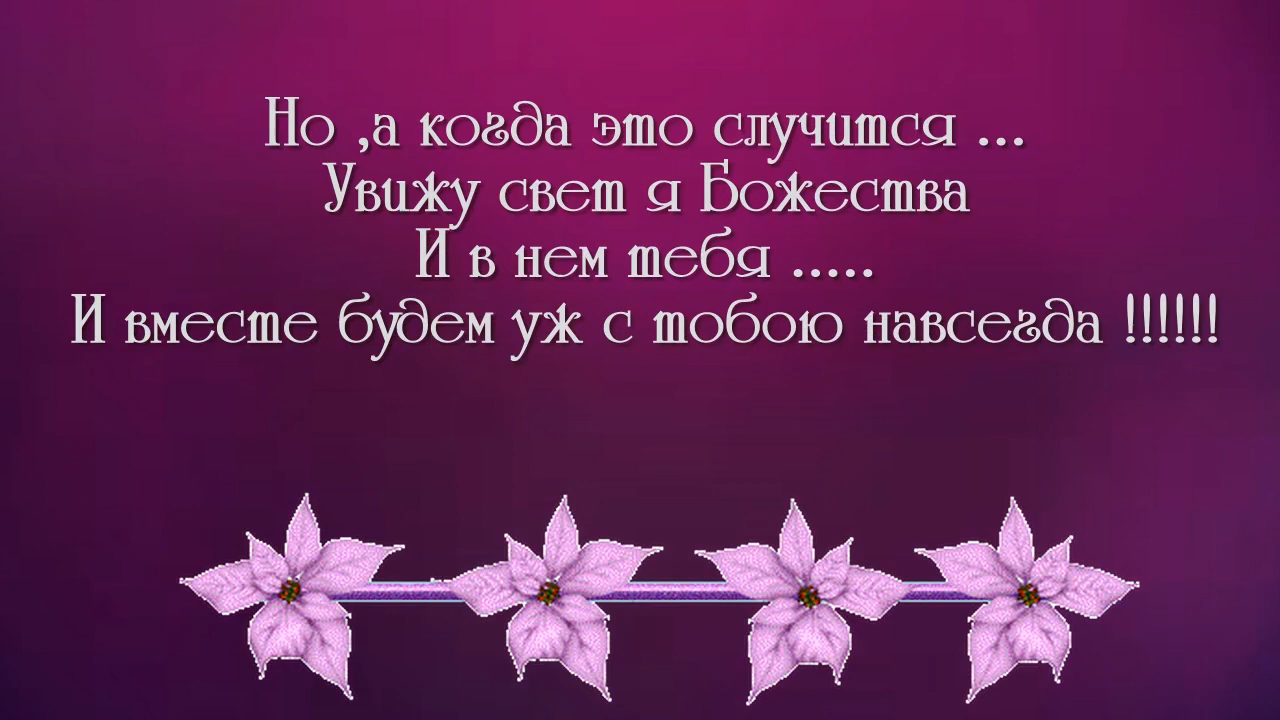 Но ,а когда это случится ...
Увижу свет я Божества
И в нем тебя .....
И вместе будем уж с тобою навсегда !!!!!!